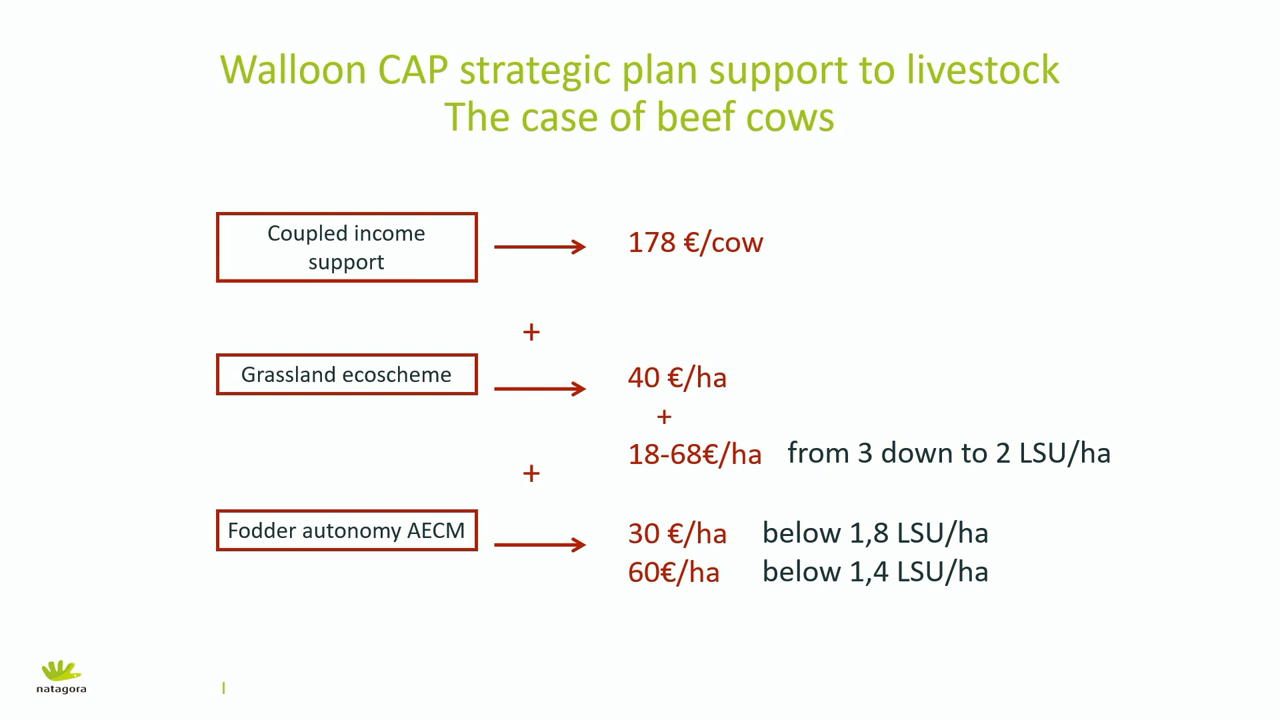 Walloon CAP strategic plan support to livestock
The case of beef cows
Coupled income
support
178 €/cow
+
Grassland ecoscheme
40 €/ha
+
18-68€/ha from 3 down to 2 LSU/ha
+
Fodder autonomy AECM
30 €/ha below 1,8 LSU/ha
60€/ha below 1,4 LSU/ha
natagora